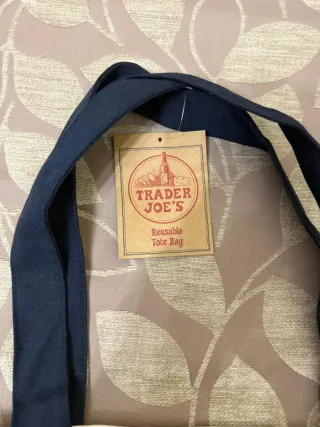 TRADER
JOE'S
Reusable
Tote Bag